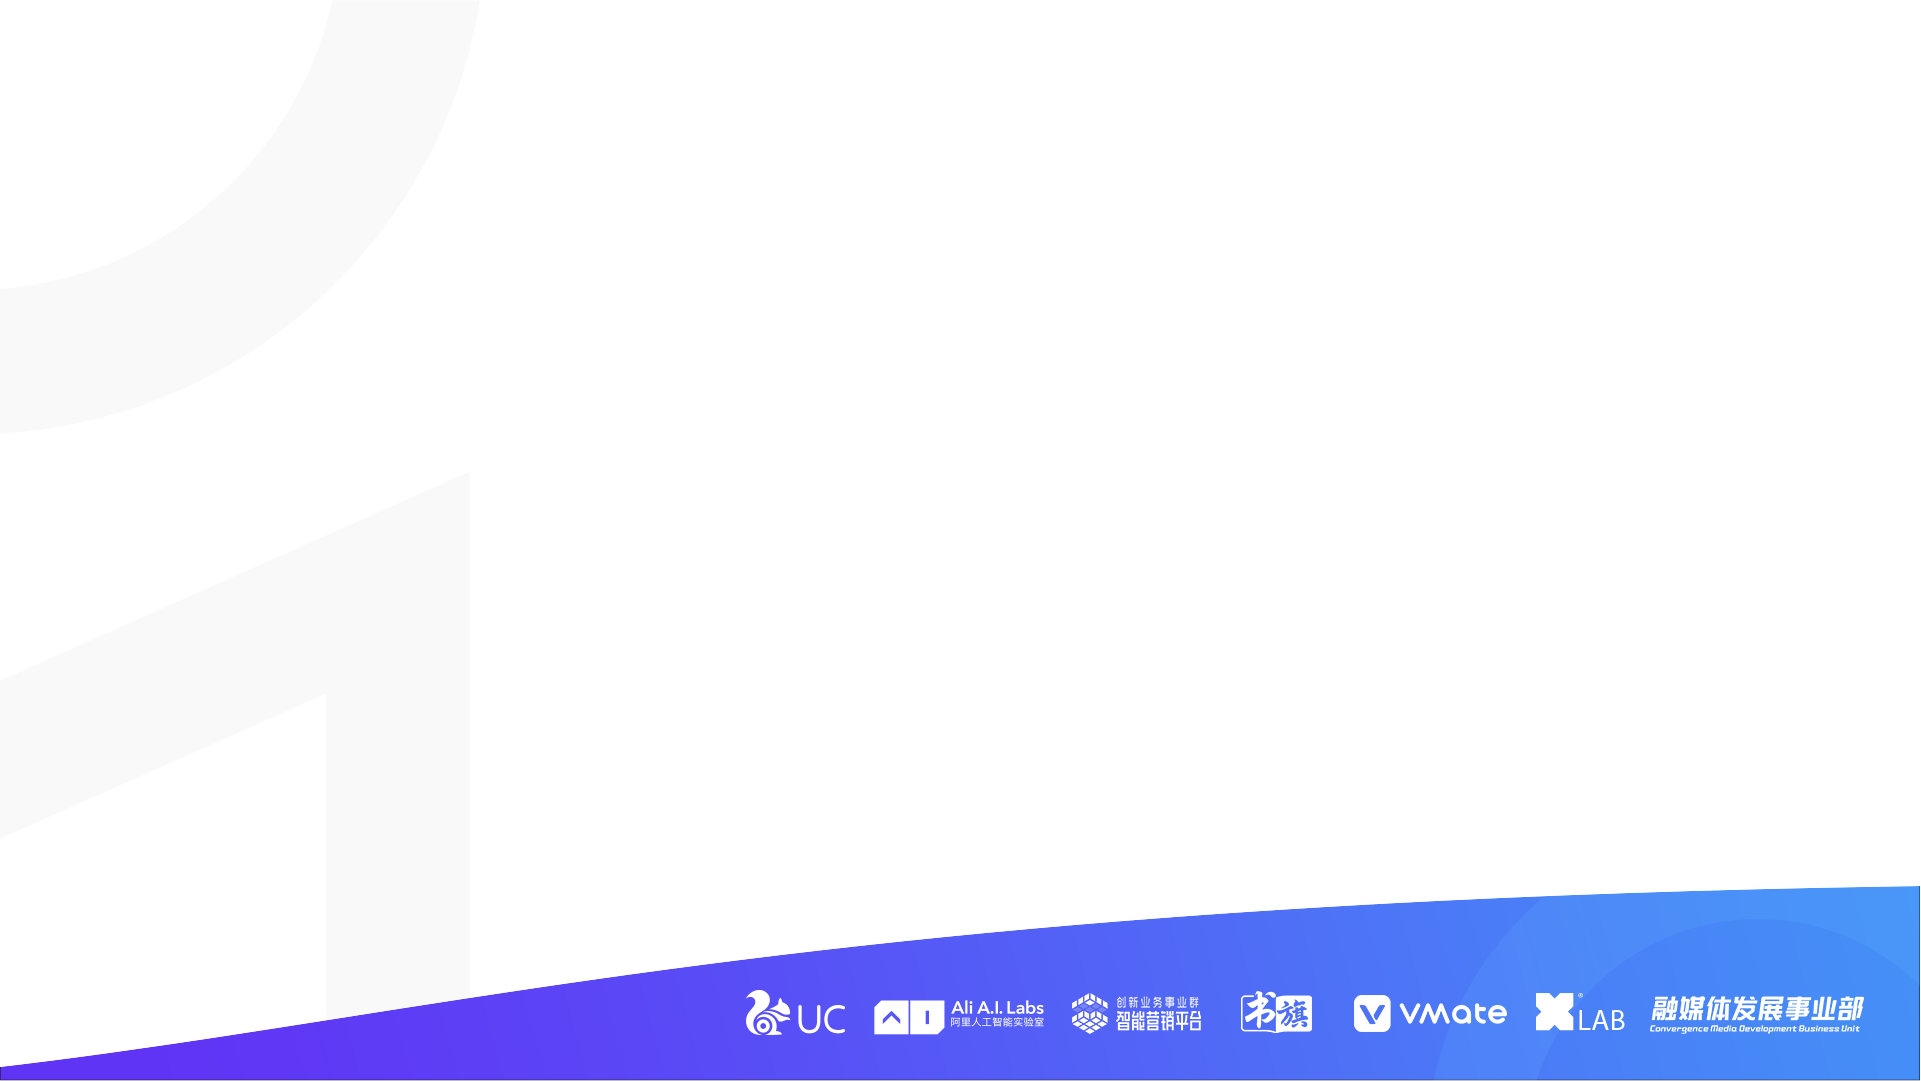 UC
Ali A.I. Labs
阿里人工智能实验室
创新业务事业群
智能营销平台
书旗
VMate
X LAB
融媒体发展事业部
Convergence Media Development Business Unit